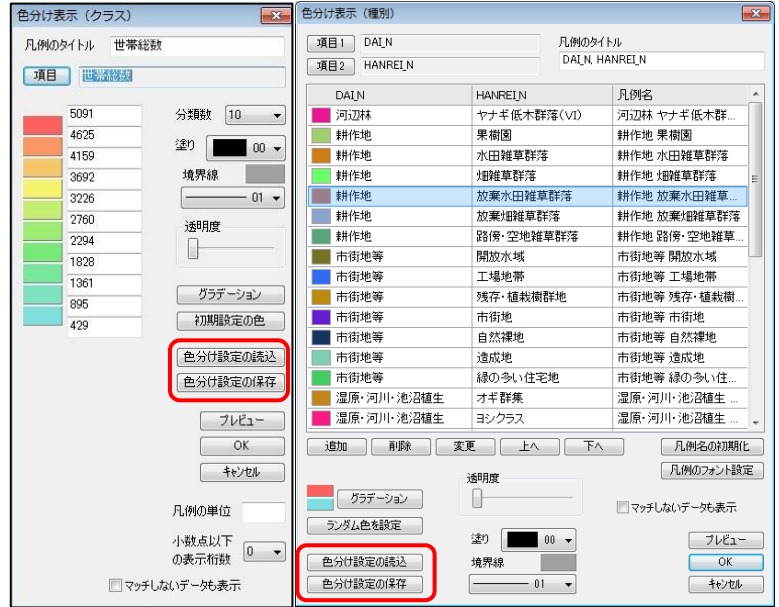 色分け表示（クラス）
凡例のタイトル 世帯総数
項目 世帯総数
5091
4625
4159
3692
3226
2760
2294
1828
1361
895
429
分類数 10
塗り 00
境界線
01
透明度
グラデーション
初期設定の色
色分け設定の読込
色分け設定の保存
プレビュー
OK
キャンセル
凡例の単位
小数点以下
の表示桁数 0
マッチしないデータも表示
色分け表示（種別）
項目1 DAI_N
項目2 HANREI_N
凡例のタイトル
DAI_N, HANREI_N
DAI_N HANREI_N 凡例名
河辺林 ヤナギ低木群落(VI) 河辺林 ヤナギ低木群...
耕作地 果樹園 耕作地 果樹園
耕作地 水田雑草群落 耕作地 水田雑草群落
耕作地 畑雑草群落 耕作地 畑雑草群落
耕作地 放棄水田雑草群落 耕作地 放棄水田雑草...
耕作地 放棄畑雑草群落 耕作地 放棄畑雑草群落
耕作地 路傍・空地雑草群落 耕作地 路傍・空地雑草...
市街地等 開放水域 市街地等 開放水域
市街地等 工場地帯 市街地等 工場地帯
市街地等 残存・植栽樹群地 市街地等 残存・植栽樹...
市街地等 市街地 市街地等 市街地
市街地等 自然裸地 市街地等 自然裸地
市街地等 造成地 市街地等 造成地
市街地等 緑の多い住宅地 市街地等 緑の多い住...
湿原・河川・池沼植生 オギ群集 湿原・河川・池沼植生 ...
湿原・河川・池沼植生 ヨシクラス 湿原・河川・池沼植生 ...
追加 削除 変更 上へ 下へ 凡例名の初期化
凡例のフォント設定
グラデーション
ランダム色を設定
透明度
マッチしないデータも表示
塗り 00
境界線
01
色分け設定の読込
色分け設定の保存
プレビュー
OK
キャンセル